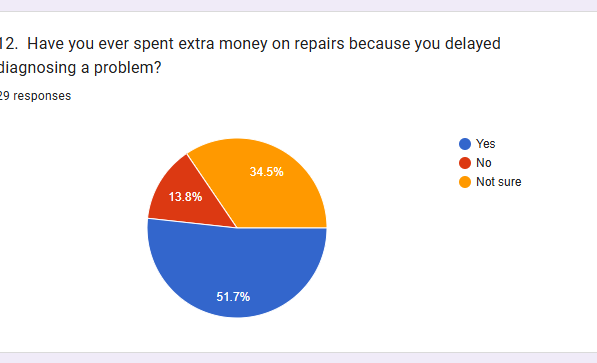 12. Have you ever spent extra money on repairs because you delayed
diagnosing a problem?
29 responses
Yes
No
Not sure
34.5%
13.8%
51.7%